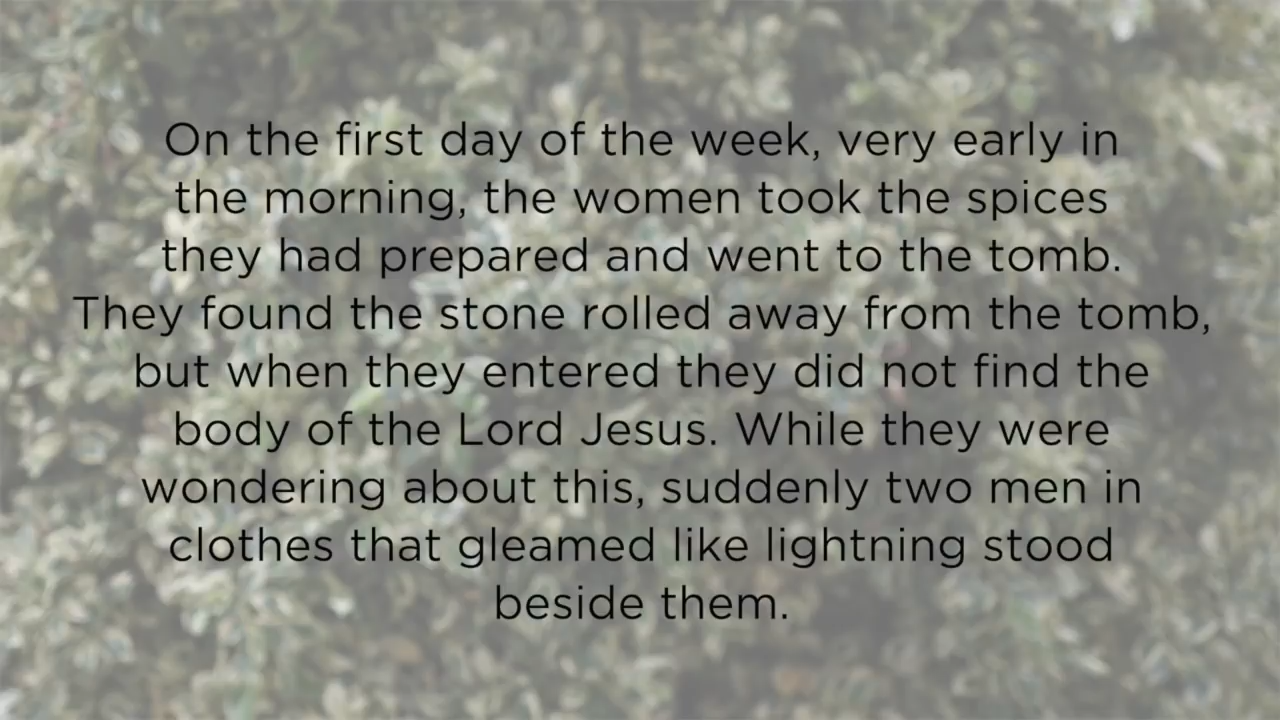 On the first day of the week, very early in
the morning, the women took the spices
they had prepared and went to the tomb.
They found the stone rolled away from the tomb,
but when they entered they did not find the
body of the Lord Jesus. While they were
wondering about this, suddenly two men in
clothes that gleamed like lightning stood
beside them.